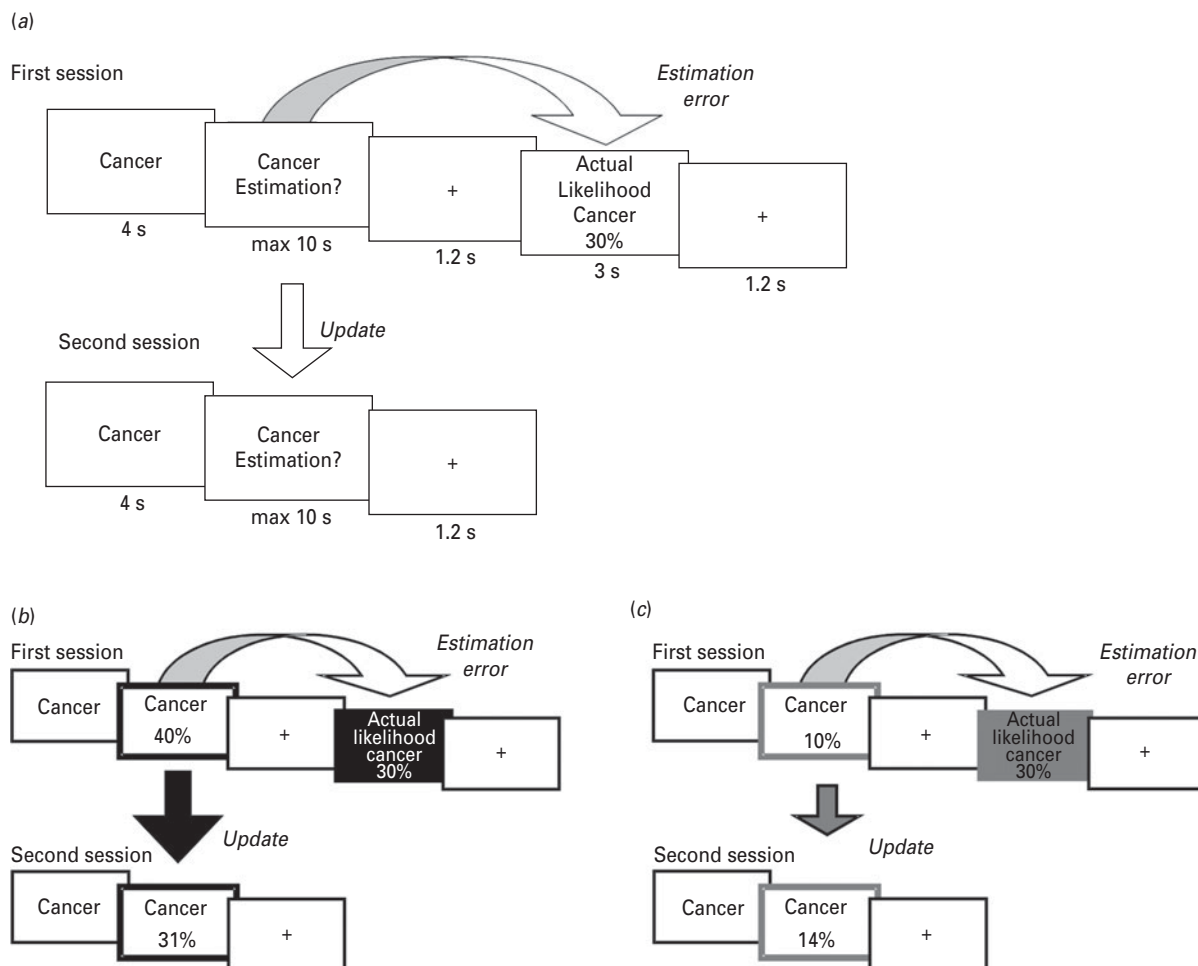 (a)
First session
Estimation
error
Cancer
4 s
Cancer
Estimation?
max 10 s
+
1.2 s
Actual
Likelihood
Cancer
30%
3 s
+
1.2 s
Update
Second session
Cancer
4 s
Cancer
Estimation?
max 10 s
+
1.2 s
(b)
First session
Estimation
error
Cancer
Cancer
40%
+
Actual
likelihood
cancer
30%
+
Update
Second session
Cancer
Cancer
31%
+
(c)
First session
Estimation
error
Cancer
Cancer
10%
+
Actual
likelihood
cancer
30%
+
Update
Second session
Cancer
Cancer
14%
+